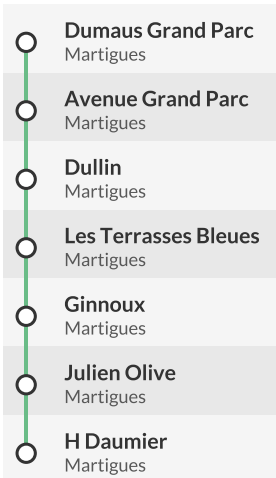 Dumaus Grand Parc
Martigues
Avenue Grand Parc
Martigues
Dullin
Martigues
Les Terrasses Bleues
Martigues
Ginnoux
Martigues
Julien Olive
Martigues
H Daumier
Martigues